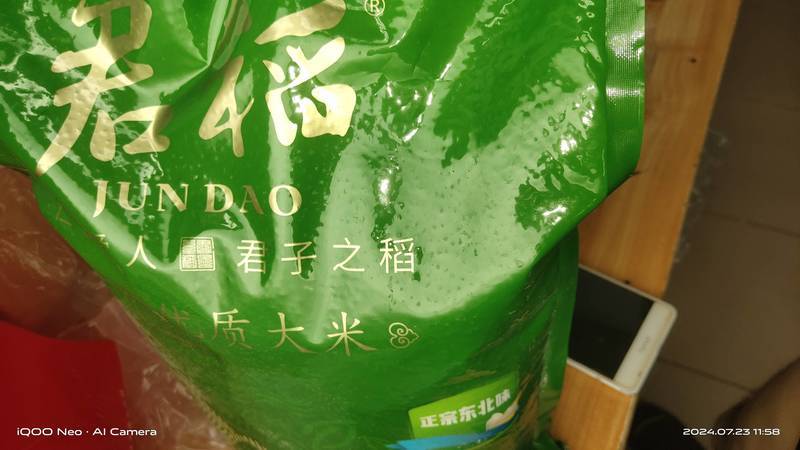 君稻®
JUN DAO
人 君子之稻
优质大米
正宗东北味
iQOO Neo · AI Camera
2024.07.23 11:58